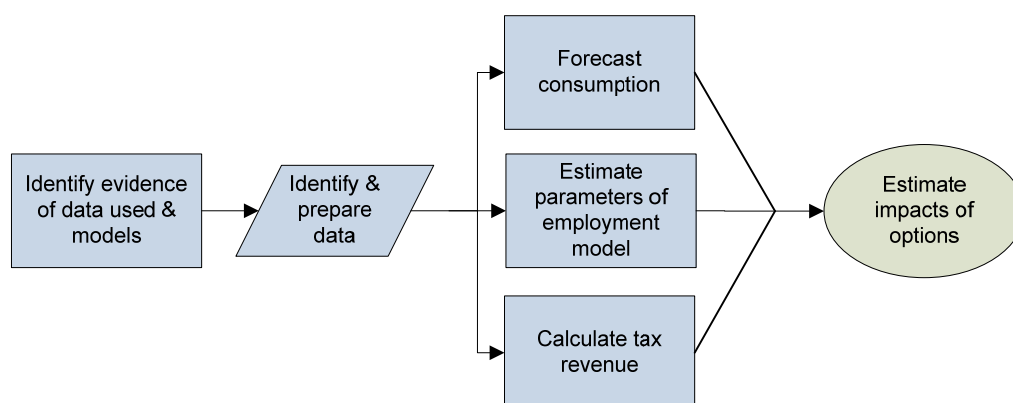 Identify evidence
of data used &
models
Identify &
prepare
data
Forecast
consumption
Estimate
parameters of
employment
model
Calculate tax
revenue
Estimate
impacts of
options